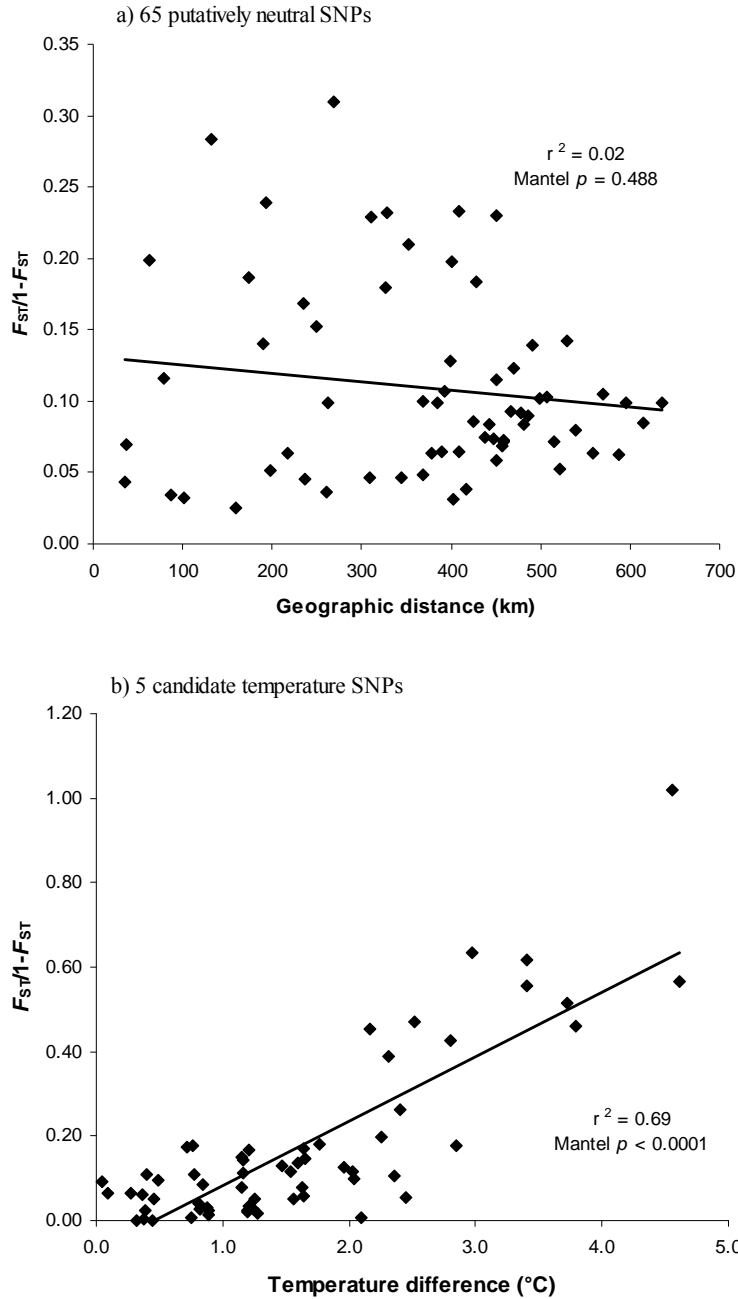 a) 65 putatively neutral SNPs
0.35
0.30
0.25
0.20
0.15
0.10
0.05
0.00
F_ST/1-F_ST
r ² = 0.02
Mantel p = 0.488
0 100 200 300 400 500 600 700
Geographic distance (km)
b) 5 candidate temperature SNPs
1.20
1.00
0.80
0.60
0.40
0.20
0.00
F_ST/1-F_ST
r ² = 0.69
Mantel p < 0.0001
0.0 1.0 2.0 3.0 4.0 5.0
Temperature difference (°C)